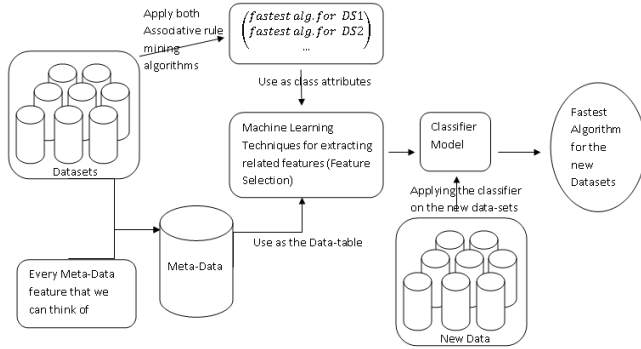 Apply both
Associative rule
mining
algorithms
(fastest alg. for DS1
fastest alg. for DS2
...)
Use as class attributes
Datasets
Machine Learning
Techniques for extracting
related features (Feature
Selection)
Classifier
Model
Fastest
Algorithm
for the
new
Datasets
Applying the classifier
on the new data-sets
Every Meta-Data
feature that we
can think of
Meta-Data
Use as the Data-table
New Data